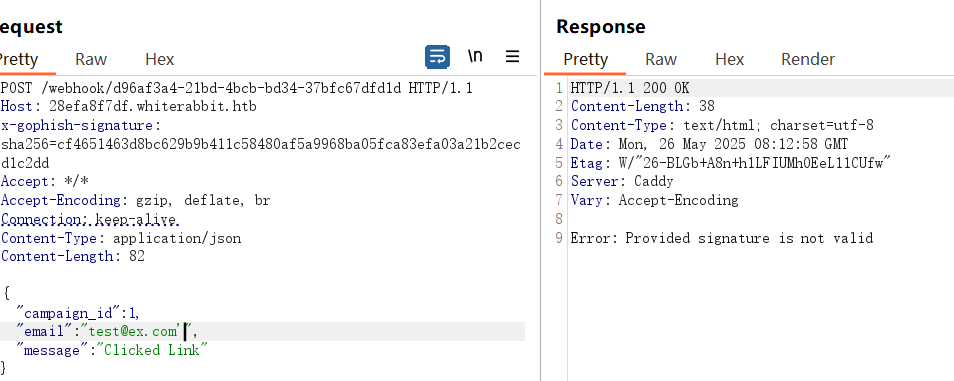 equest
Pretty Raw Hex
\n
POST /webhook/d96af3a4-21bd-4bcb-bd34-37bfc67dfd1d HTTP/1.1
Host: 28efa8f7df.whiterabbit.htb
x-gophish-signature:
sha256=cf4651463d8bc629b9b411c58480af5a9968ba05fca83efa03a21b2cec
d1c2dd
Accept: */*
Accept-Encoding: gzip, deflate, br
Connection: keep-alive
Content-Type: application/json
Content-Length: 82
{
"campaign_id":1,
"email":"test@ex.com'",
"message":"Clicked Link"
}
Response
Pretty Raw Hex Render
1 HTTP/1.1 200 OK
2 Content-Length: 38
3 Content-Type: text/html; charset=utf-8
4 Date: Mon, 26 May 2025 08:12:58 GMT
5 Etag: W/"26-BLGb+A8n+h1LFIUMh0EeL11CUfw"
6 Server: Caddy
7 Vary: Accept-Encoding
8
9 Error: Provided signature is not valid